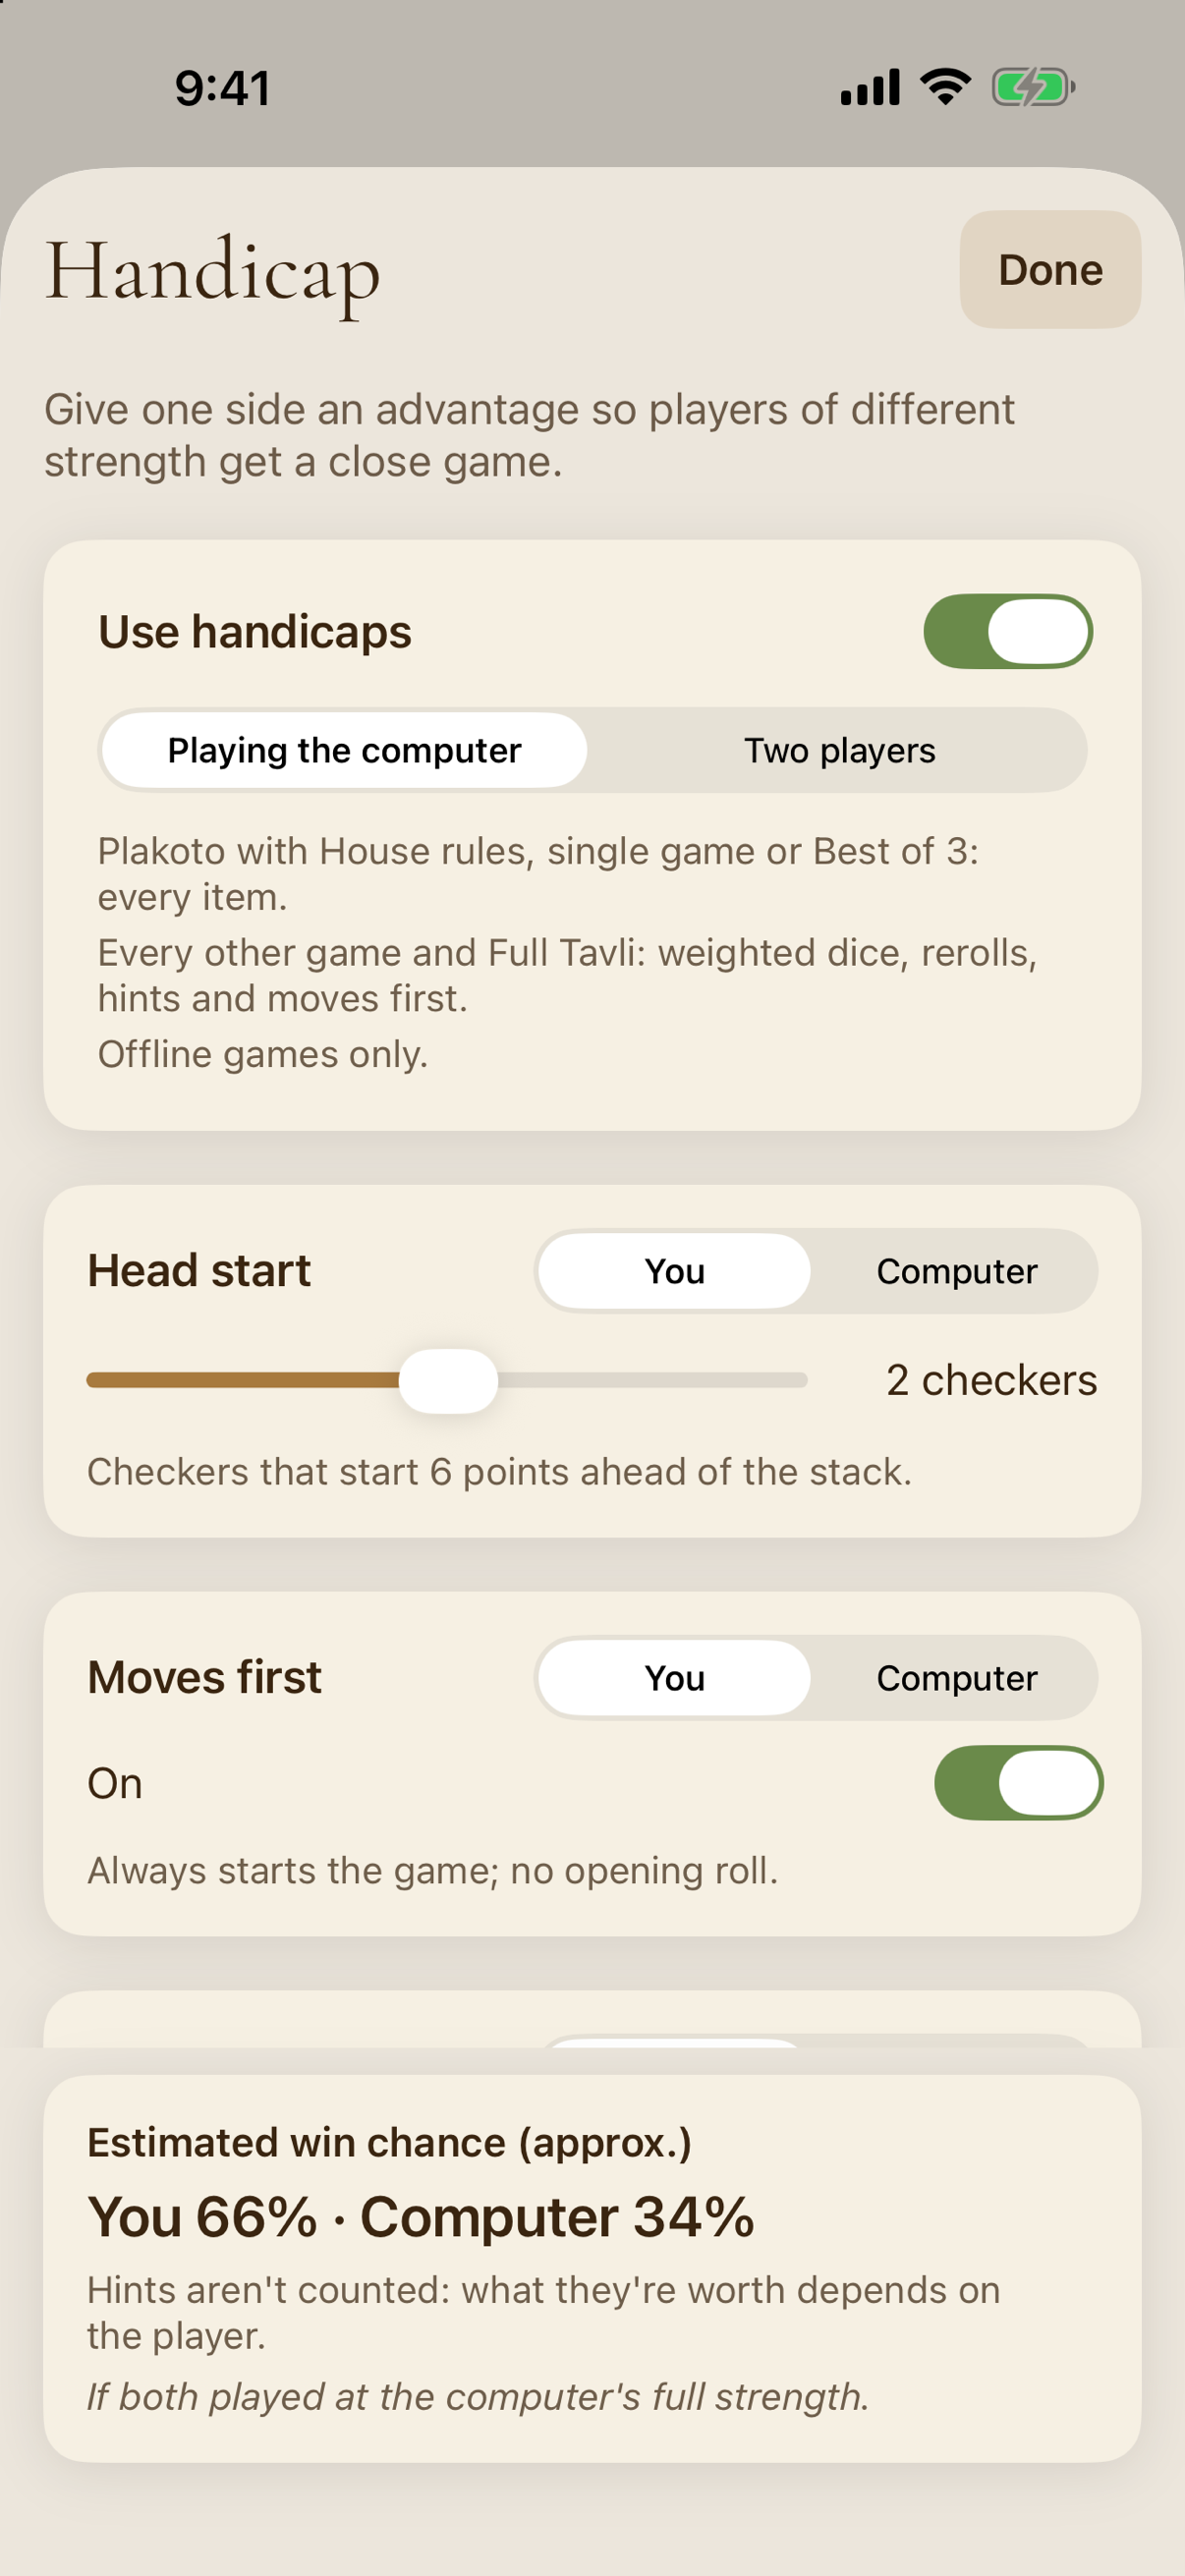 9:41
Handicap
Done
Give one side an advantage so players of different
strength get a close game.
Use handicaps
Playing the computer
Two players
Plakoto with House rules, single game or Best of 3:
every item.
Every other game and Full Tavli: weighted dice, rerolls,
hints and moves first.
Offline games only.
Head start
You
Computer
2 checkers
Checkers that start 6 points ahead of the stack.
Moves first
You
Computer
On
Always starts the game; no opening roll.
Estimated win chance (approx.)
You 66% · Computer 34%
Hints aren't counted: what they're worth depends on
the player.
If both played at the computer's full strength.